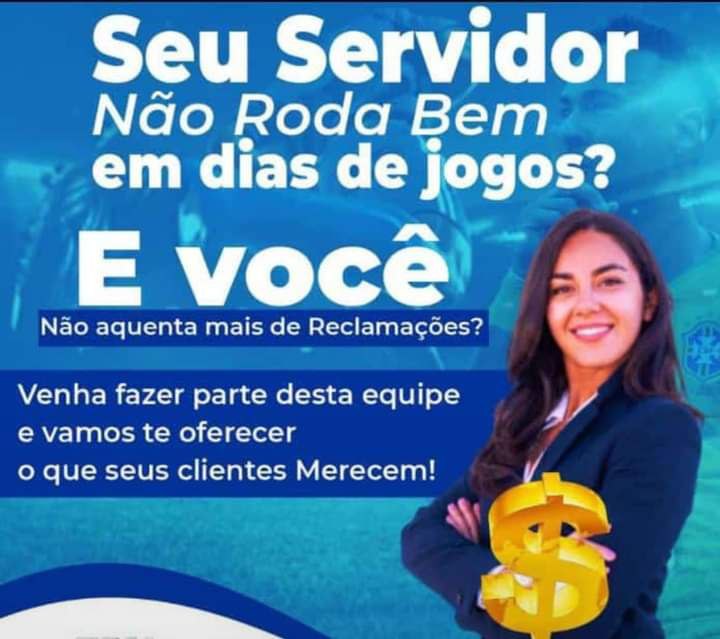 Seu Servidor
Não Roda Bem
em dias de jogos?
E você
Não aquenta mais de Reclamações?
Venha fazer parte desta equipe
e vamos te oferecer
o que seus clientes Merecem!